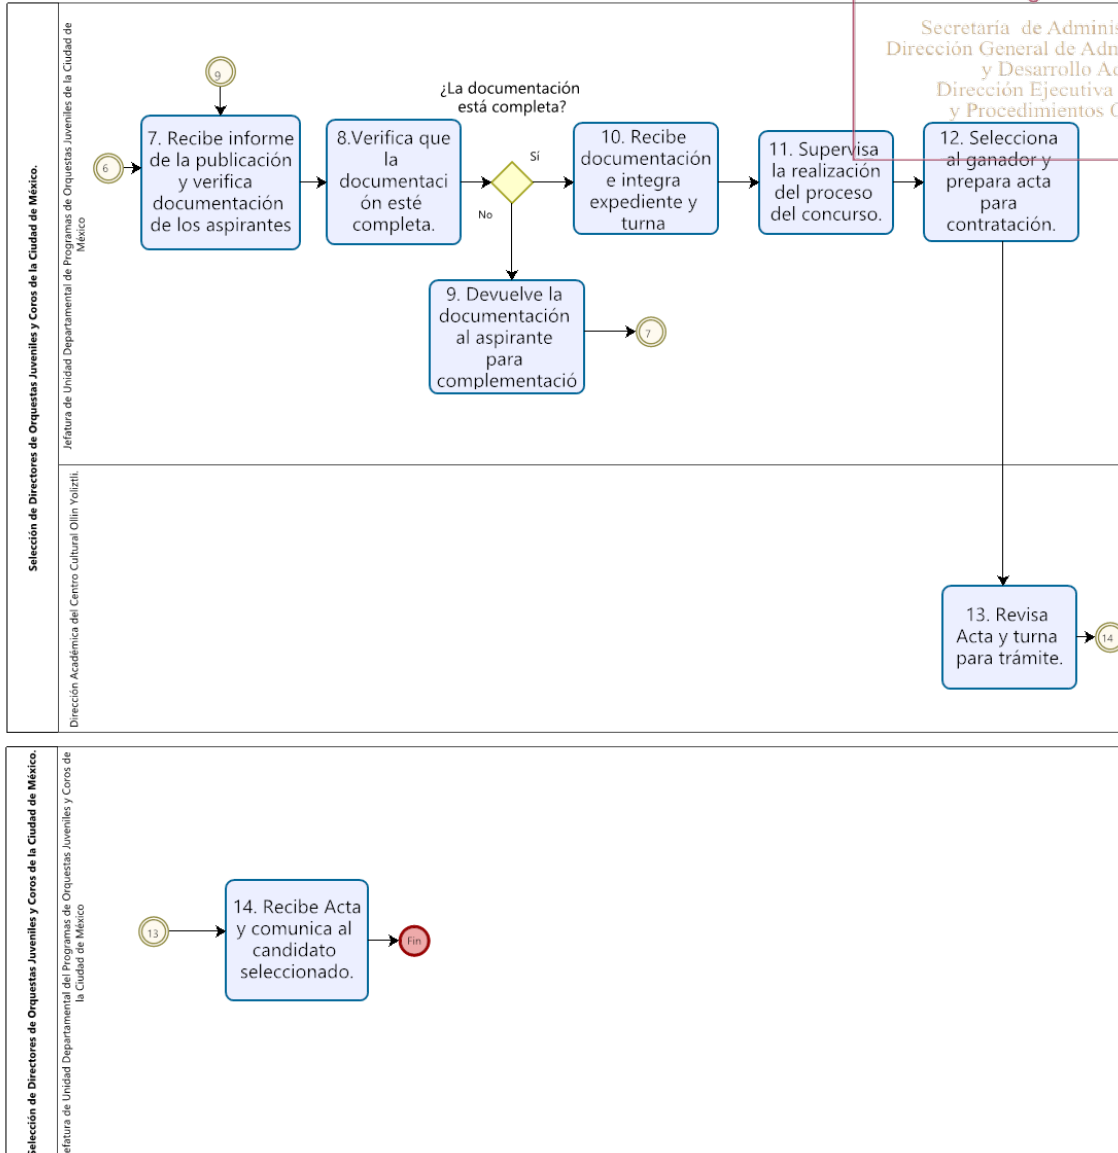 Secretaría de Adminis
Dirección General de Adm
y Desarrollo Ad
Dirección Ejecutiva
y Procedimientos O
Selección de Directores de Orquestas Juveniles y Coros de la Ciudad de México.
Jefatura de Unidad Departamental de Programas de Orquestas Juveniles de la Ciudad de
México
9
6
7. Recibe informe
de la publicación
y verifica
documentación
de los aspirantes
8.Verifica que
la
documentaci
ón esté
completa.
¿La documentación
está completa?
Sí
No
10. Recibe
documentación
e integra
expediente y
turna
11. Supervisa
la realización
del proceso
del concurso.
12. Selecciona
al ganador y
prepara acta
para
contratación.
9. Devuelve la
documentación
al aspirante
para
complementació
7
Dirección Académica del Centro Cultural Ollin Yoliztli.
13. Revisa
Acta y turna
para trámite.
14
Selección de Directores de Orquestas Juveniles y Coros de la Ciudad de México.
efatura de Unidad Departamental del Programas de Orquestas Juveniles y Coros de
la Ciudad de México
13
14. Recibe Acta
y comunica al
candidato
seleccionado.
Fin